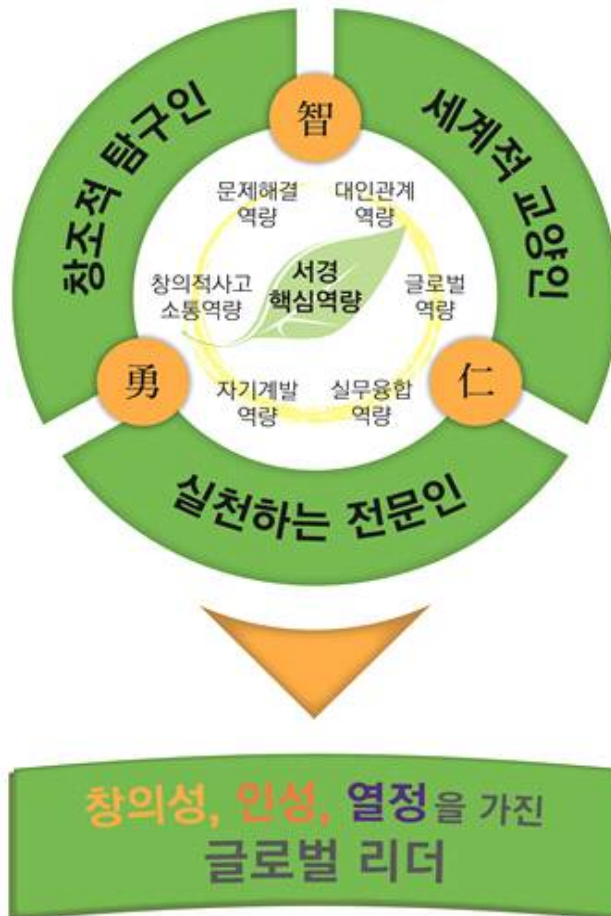 창조적 탐구인
세계적 교양인
智
문제해결
역량
대인관계
역량
창의적사고
소통역량
서경
핵심역량
글로벌
역량
勇
仁
자기계발
역량
실무융합
역량
실천하는 전문인
창의성, 인성, 열정을 가진
글로벌 리더